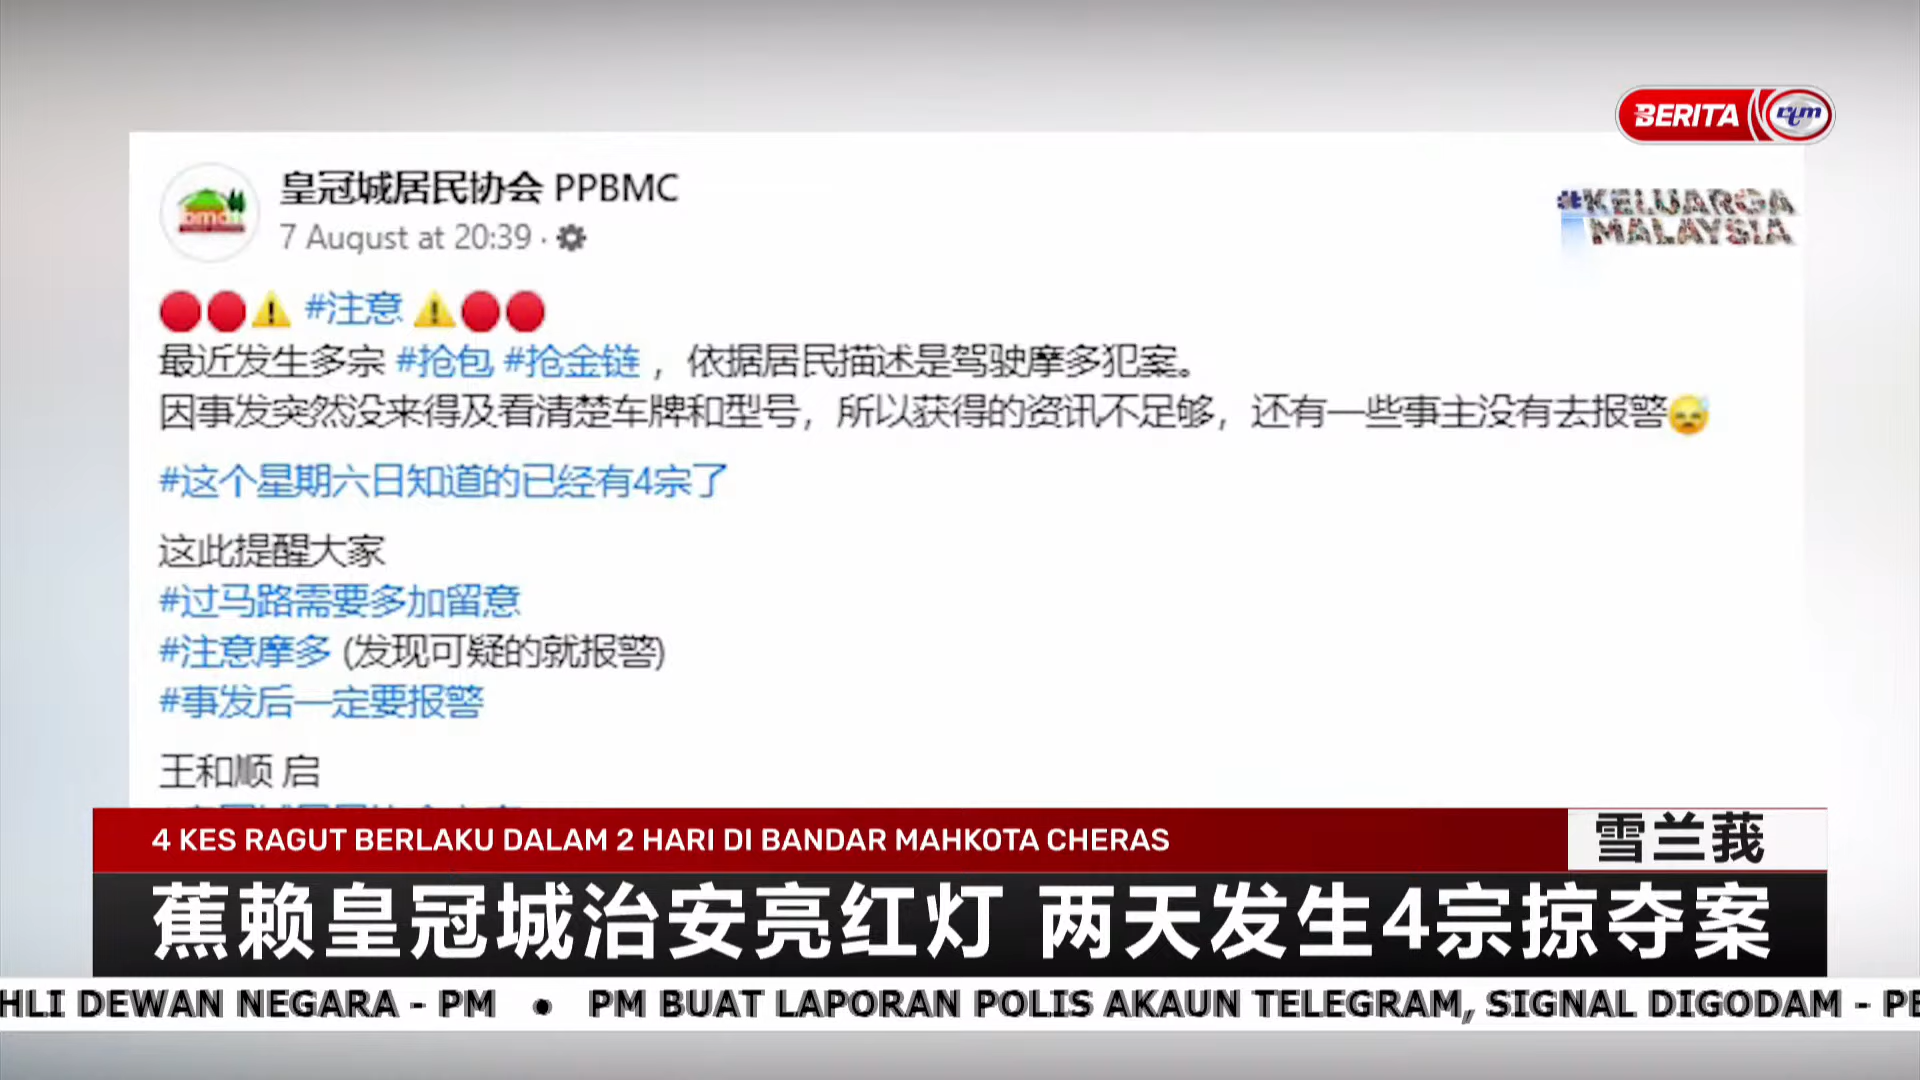 BERITA rtm
皇冠城居民协会 PPBMC
7 August at 20:39 ·
#KELUARGA
MALAYSIA
#注意
最近发生多宗 #抢包 #抢金链 ，依据居民描述是驾驶摩多犯案。
因事发突然没来得及看清楚车牌和型号，所以获得的资讯不足够，还有一些事主没有去报警
#这个星期六日知道的已经有4宗了
这此提醒大家
#过马路需要多加留意
#注意摩多 (发现可疑的就报警)
#事发后一定要报警
王和顺 启
4 KES RAGUT BERLAKU DALAM 2 HARI DI BANDAR MAHKOTA CHERAS
雪兰莪
蕉赖皇冠城治安亮红灯 两天发生4宗掠夺案
HLI DEWAN NEGARA - PM • PM BUAT LAPORAN POLIS AKAUN TELEGRAM, SIGNAL DIGODAM - PE